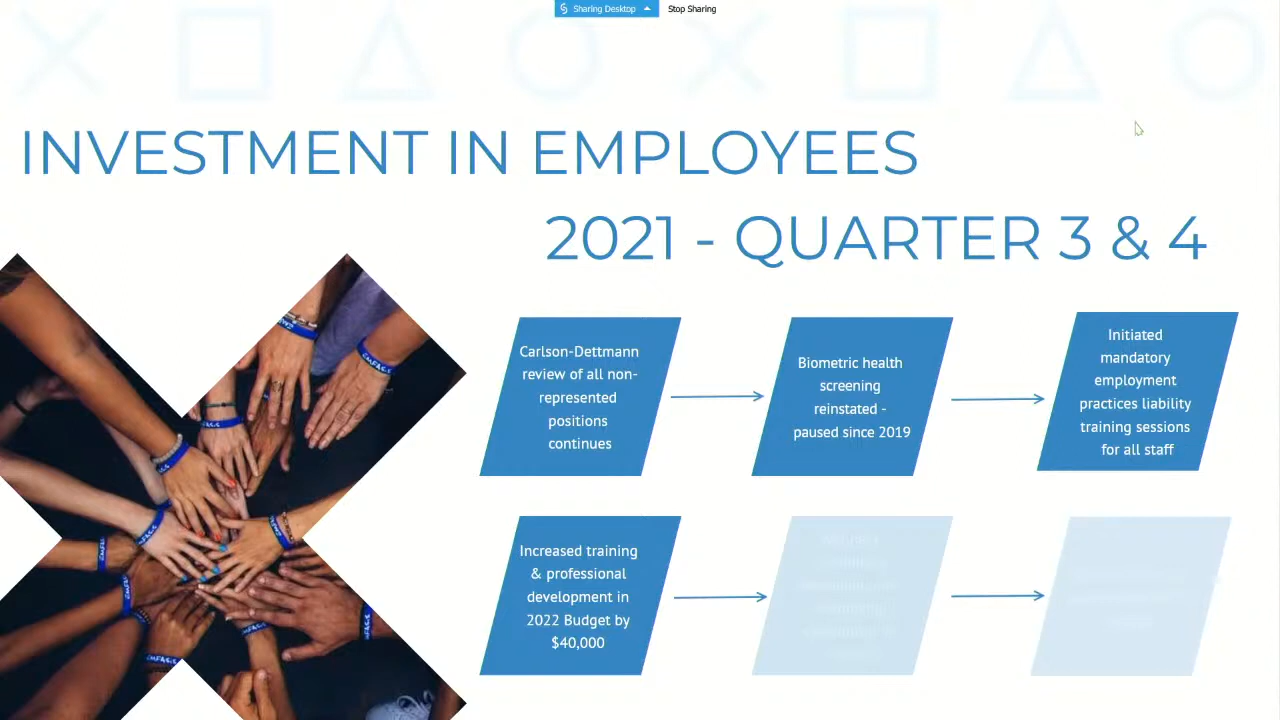 Sharing Desktop
Stop Sharing
INVESTMENT IN EMPLOYEES
2021 - QUARTER 3 & 4
Carlson-Dettmann
review of all non-
represented
positions
continues
Biometric health
screening
reinstated -
paused since 2019
Initiated
mandatory
employment
practices liability
training sessions
for all staff
Increased training
& professional
development in
2022 Budget by
$40,000